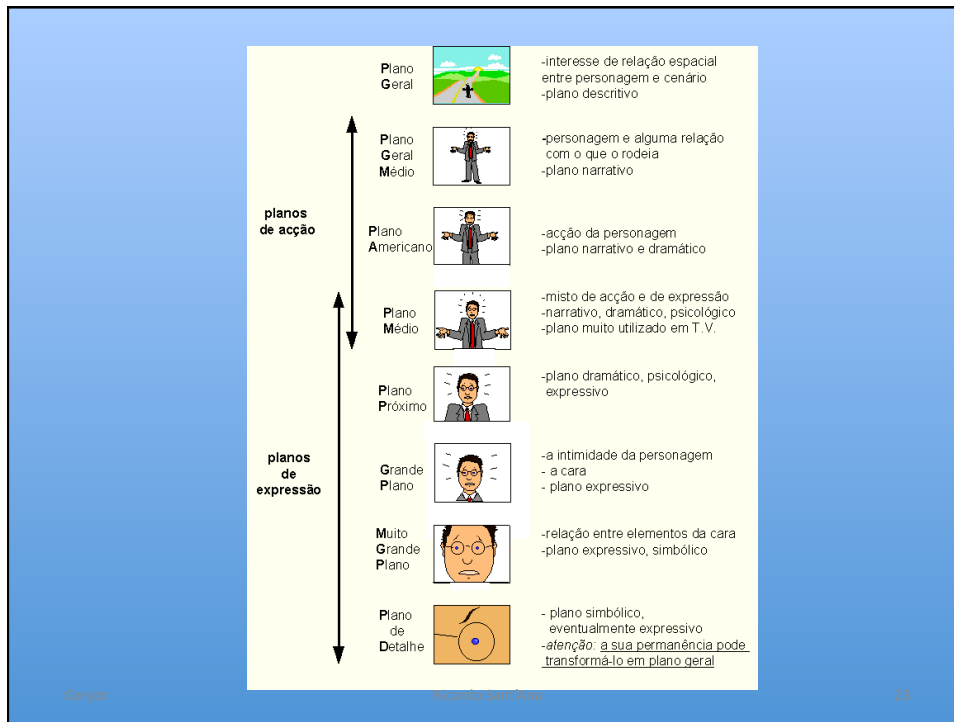 Plano
Geral
-interesse de relação espacial
entre personagem e cenário
-plano descritivo
Plano
Geral
Médio
-personagem e alguma relação
com o que o rodeia
-plano narrativo
planos
de acção
Plano
Americano
-acção da personagem
-plano narrativo e dramático
Plano
Médio
-misto de acção e de expressão
-narrativo, dramático, psicológico
-plano muito utilizado em T.V.
Plano
Próximo
-plano dramático, psicológico,
expressivo
planos
de
expressão
Grande
Plano
-a intimidade da personagem
- a cara
- plano expressivo
Muito
Grande
Plano
-relação entre elementos da cara
-plano expressivo, simbólico
Plano
de
Detalhe
- plano simbólico,
eventualmente expressivo
-atenção: a sua permanência pode
transformá-lo em plano geral